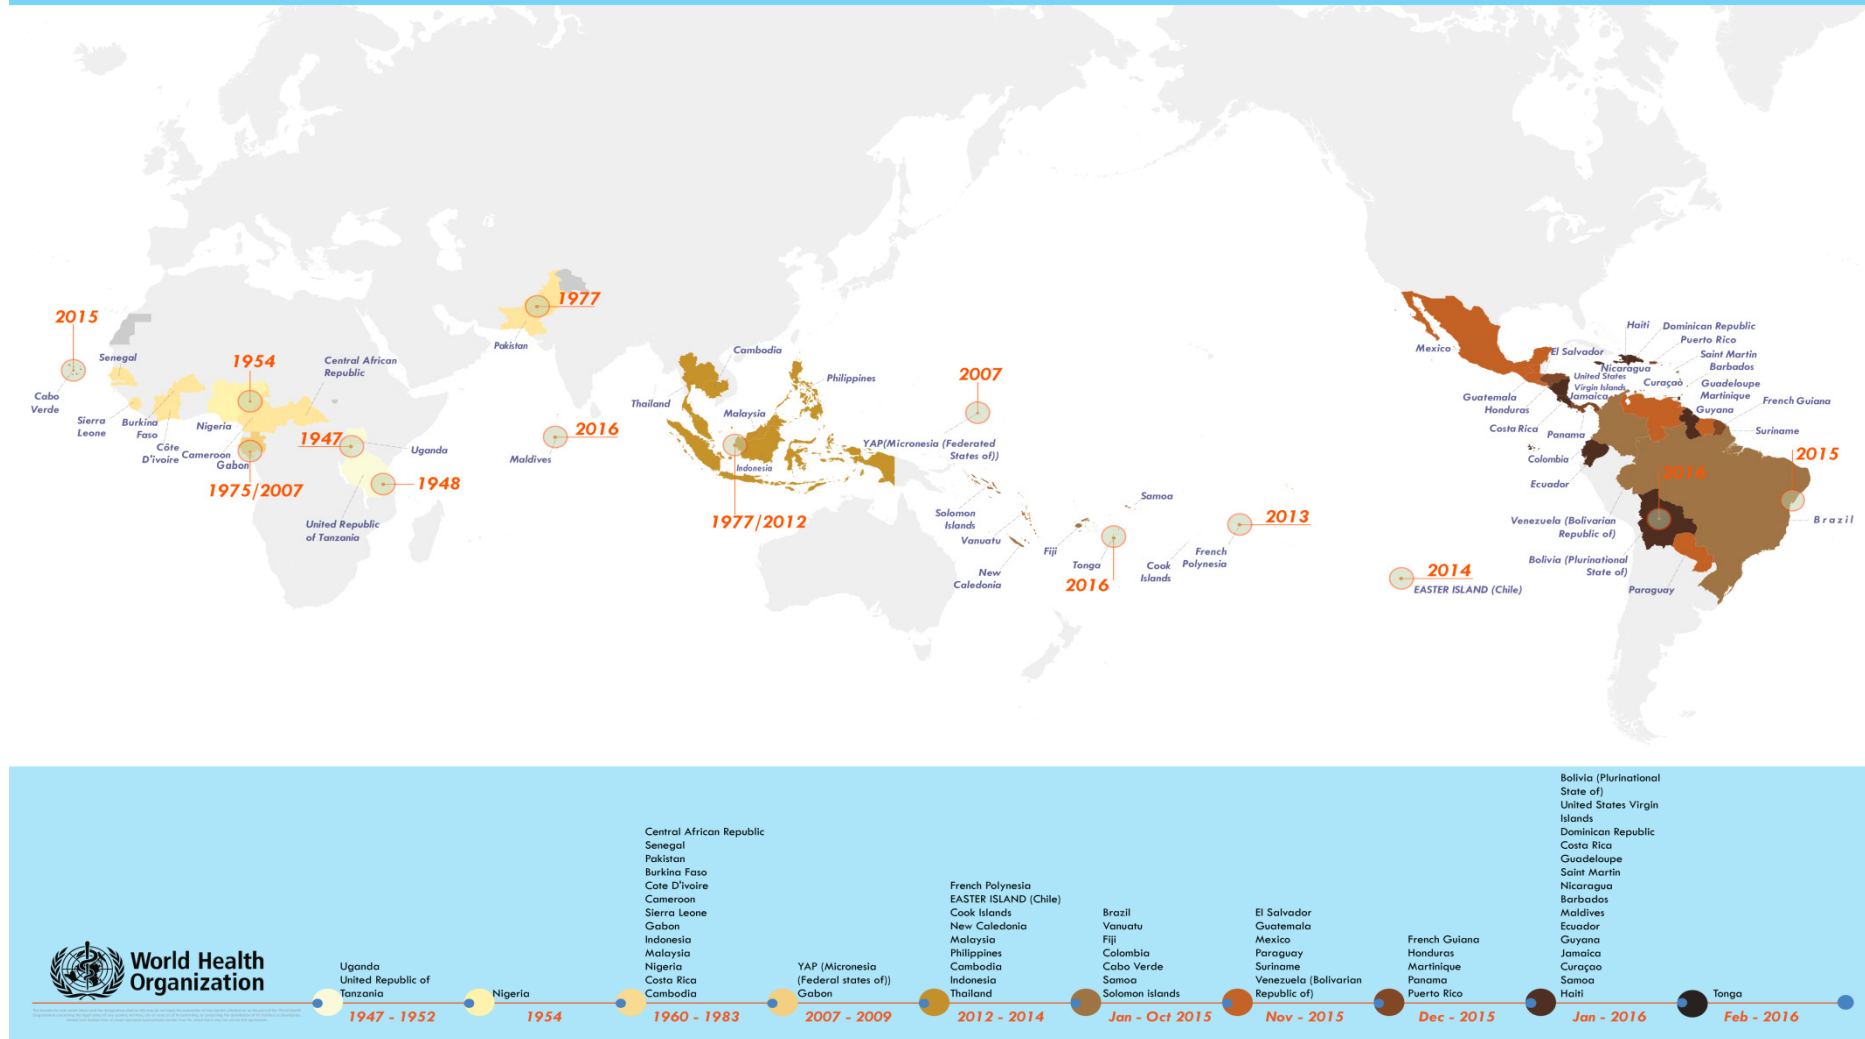 2015
Cabo
Verde
Senegal
Sierra
Leone
Burkina
Faso
Côte
D'ivoire
1954
Nigeria
Cameroon
Gabon
1975/2007
Central African
Republic
1947
Uganda
1948
United Republic
of Tanzania
1977
Pakistan
2016
Maldives
Thailand
Cambodia
Philippines
Malaysia
Indonesia
1977/2012
2007
YAP(Micronesia (Federated
States of))
Solomon
Islands
Vanuatu
New
Caledonia
Fiji
Samoa
Tonga
2016
Cook
Islands
French
Polynesia
2013
2014
EASTER ISLAND (Chile)
Mexico
Guatemala
Honduras
El Salvador
Nicaragua
United States
Virgin Islands
Jamaica
Haiti
Dominican Republic
Puerto Rico
Saint Martin
Barbados
Curaçao
Guadeloupe
Martinique
Guyana
French Guiana
Suriname
Costa Rica
Panama
Colombia
Ecuador
Venezuela (Bolivarian
Republic of)
Bolivia (Plurinational
State of)
Paraguay
2016
2015
Brazil
World Health
Organization
Uganda
United Republic of
Tanzania
1947 - 1952
Nigeria
1954
Central African Republic
Senegal
Pakistan
Burkina Faso
Cote D'ivoire
Cameroon
Sierra Leone
Gabon
Indonesia
Malaysia
Nigeria
Costa Rica
Cambodia
1960 - 1983
YAP (Micronesia
(Federal states of))
Gabon
2007 - 2009
French Polynesia
EASTER ISLAND (Chile)
Cook Islands
New Caledonia
Malaysia
Philippines
Cambodia
Indonesia
Thailand
2012 - 2014
Brazil
Vanuatu
Fiji
Colombia
Cabo Verde
Samoa
Solomon islands
Jan - Oct 2015
El Salvador
Guatemala
Mexico
Paraguay
Suriname
Venezuela (Bolivarian
Republic of)
Nov - 2015
French Guiana
Honduras
Martinique
Panama
Puerto Rico
Dec - 2015
Bolivia (Plurinational
State of)
United States Virgin
Islands
Dominican Republic
Costa Rica
Guadeloupe
Saint Martin
Nicaragua
Barbados
Maldives
Ecuador
Guyana
Jamaica
Curaçao
Samoa
Haiti
Jan - 2016
Tonga
Feb - 2016